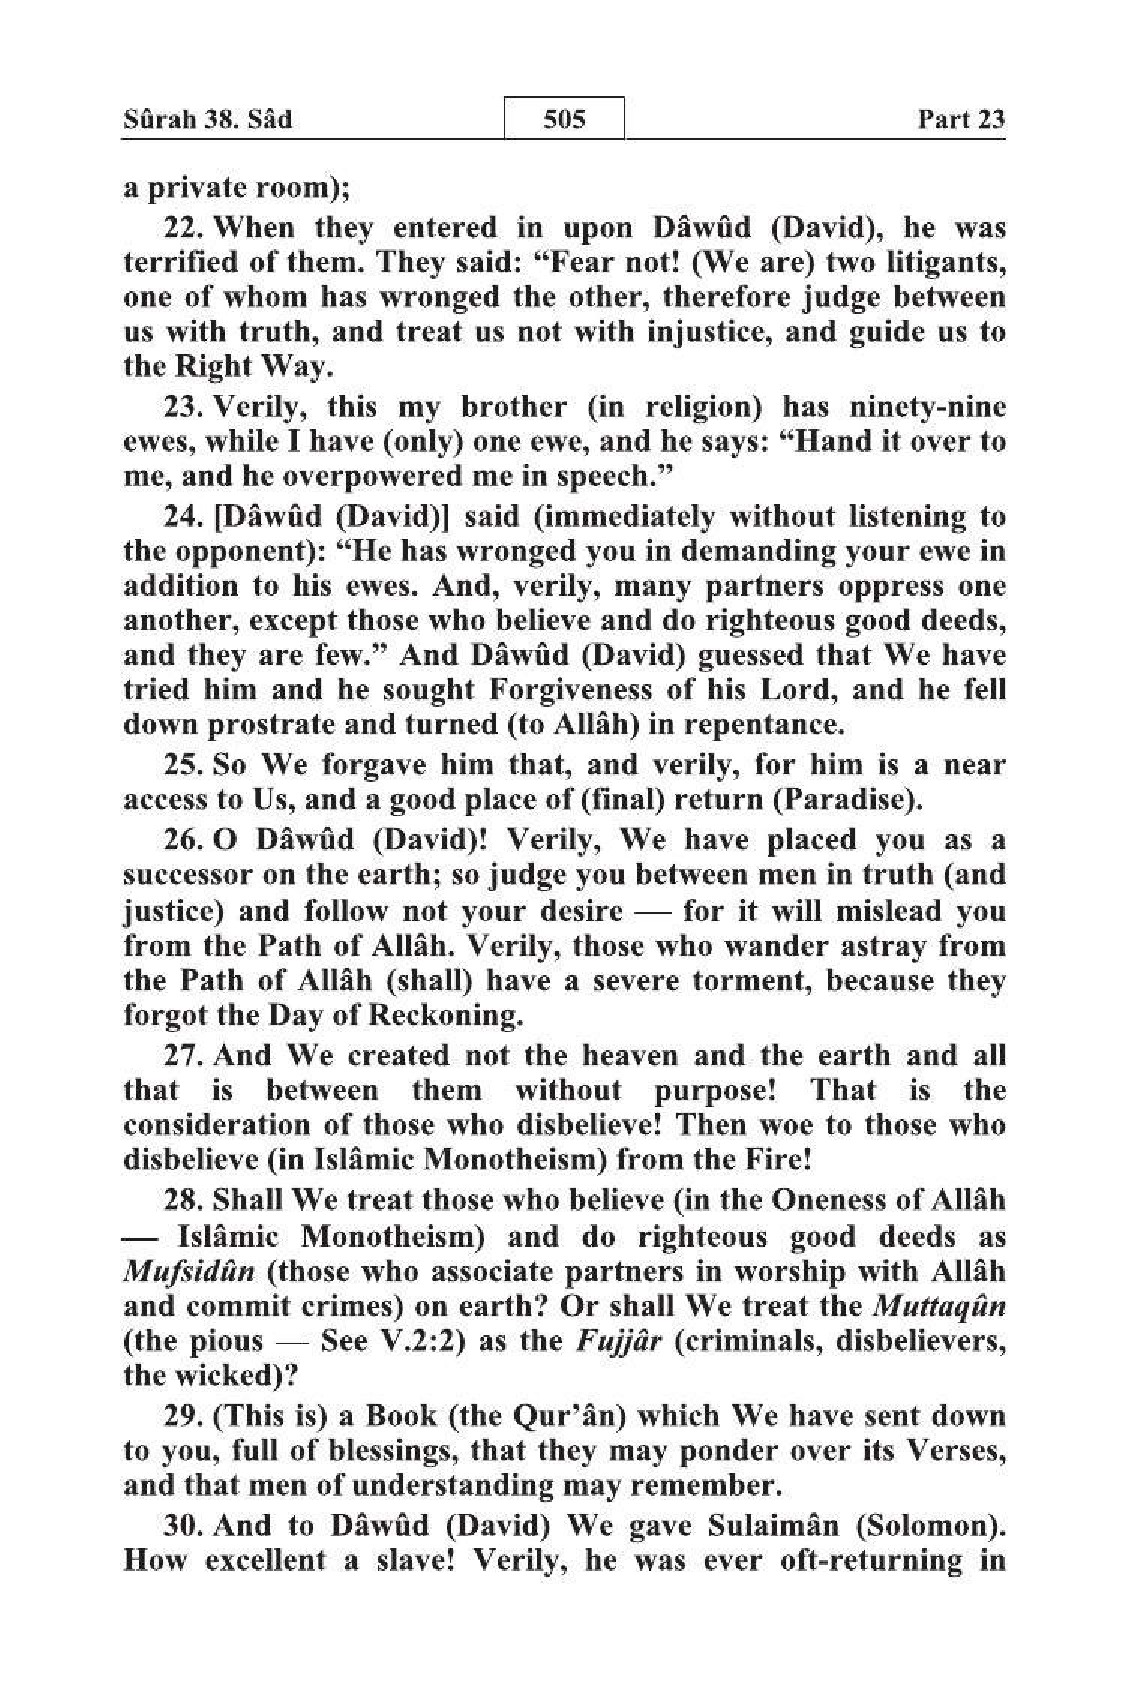 Sûrah 38. Sâd 505 Part 23
a private room);
22. When they entered in upon Dâwûd (David), he was
terrified of them. They said: “Fear not! (We are) two litigants,
one of whom has wronged the other, therefore judge between
us with truth, and treat us not with injustice, and guide us to
the Right Way.
23. Verily, this my brother (in religion) has ninety-nine
ewes, while I have (only) one ewe, and he says: “Hand it over to
me, and he overpowered me in speech.”
24. [Dâwûd (David)] said (immediately without listening to
the opponent): “He has wronged you in demanding your ewe in
addition to his ewes. And, verily, many partners oppress one
another, except those who believe and do righteous good deeds,
and they are few.” And Dâwûd (David) guessed that We have
tried him and he sought Forgiveness of his Lord, and he fell
down prostrate and turned (to Allâh) in repentance.
25. So We forgave him that, and verily, for him is a near
access to Us, and a good place of (final) return (Paradise).
26. O Dâwûd (David)! Verily, We have placed you as a
successor on the earth; so judge you between men in truth (and
justice) and follow not your desire — for it will mislead you
from the Path of Allâh. Verily, those who wander astray from
the Path of Allâh (shall) have a severe torment, because they
forgot the Day of Reckoning.
27. And We created not the heaven and the earth and all
that is between them without purpose! That is the
consideration of those who disbelieve! Then woe to those who
disbelieve (in Islâmic Monotheism) from the Fire!
28. Shall We treat those who believe (in the Oneness of Allâh
— Islâmic Monotheism) and do righteous good deeds as
Mufsidûn (those who associate partners in worship with Allâh
and commit crimes) on earth? Or shall We treat the Muttaqûn
(the pious — See V.2:2) as the Fujjâr (criminals, disbelievers,
the wicked)?
29. (This is) a Book (the Qur’ân) which We have sent down
to you, full of blessings, that they may ponder over its Verses,
and that men of understanding may remember.
30. And to Dâwûd (David) We gave Sulaimân (Solomon).
How excellent a slave! Verily, he was ever oft-returning in